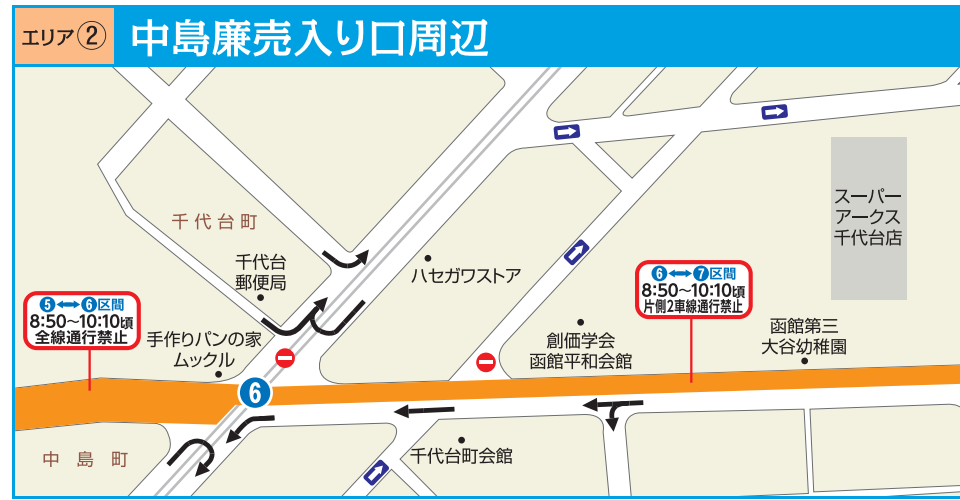 エリア② 中島廉売入り口周辺
スーパー
アークス
千代台店
千代台町
千代台
郵便局
ハセガワストア
⑥↔⑦区間
8:50～10:10頃
片側2車線通行禁止
⑤↔⑥区間
8:50～10:10頃
全線通行禁止
手作りパンの家
ムックル
創価学会
函館平和会館
函館第三
大谷幼稚園
6
千代台町会館
中島町